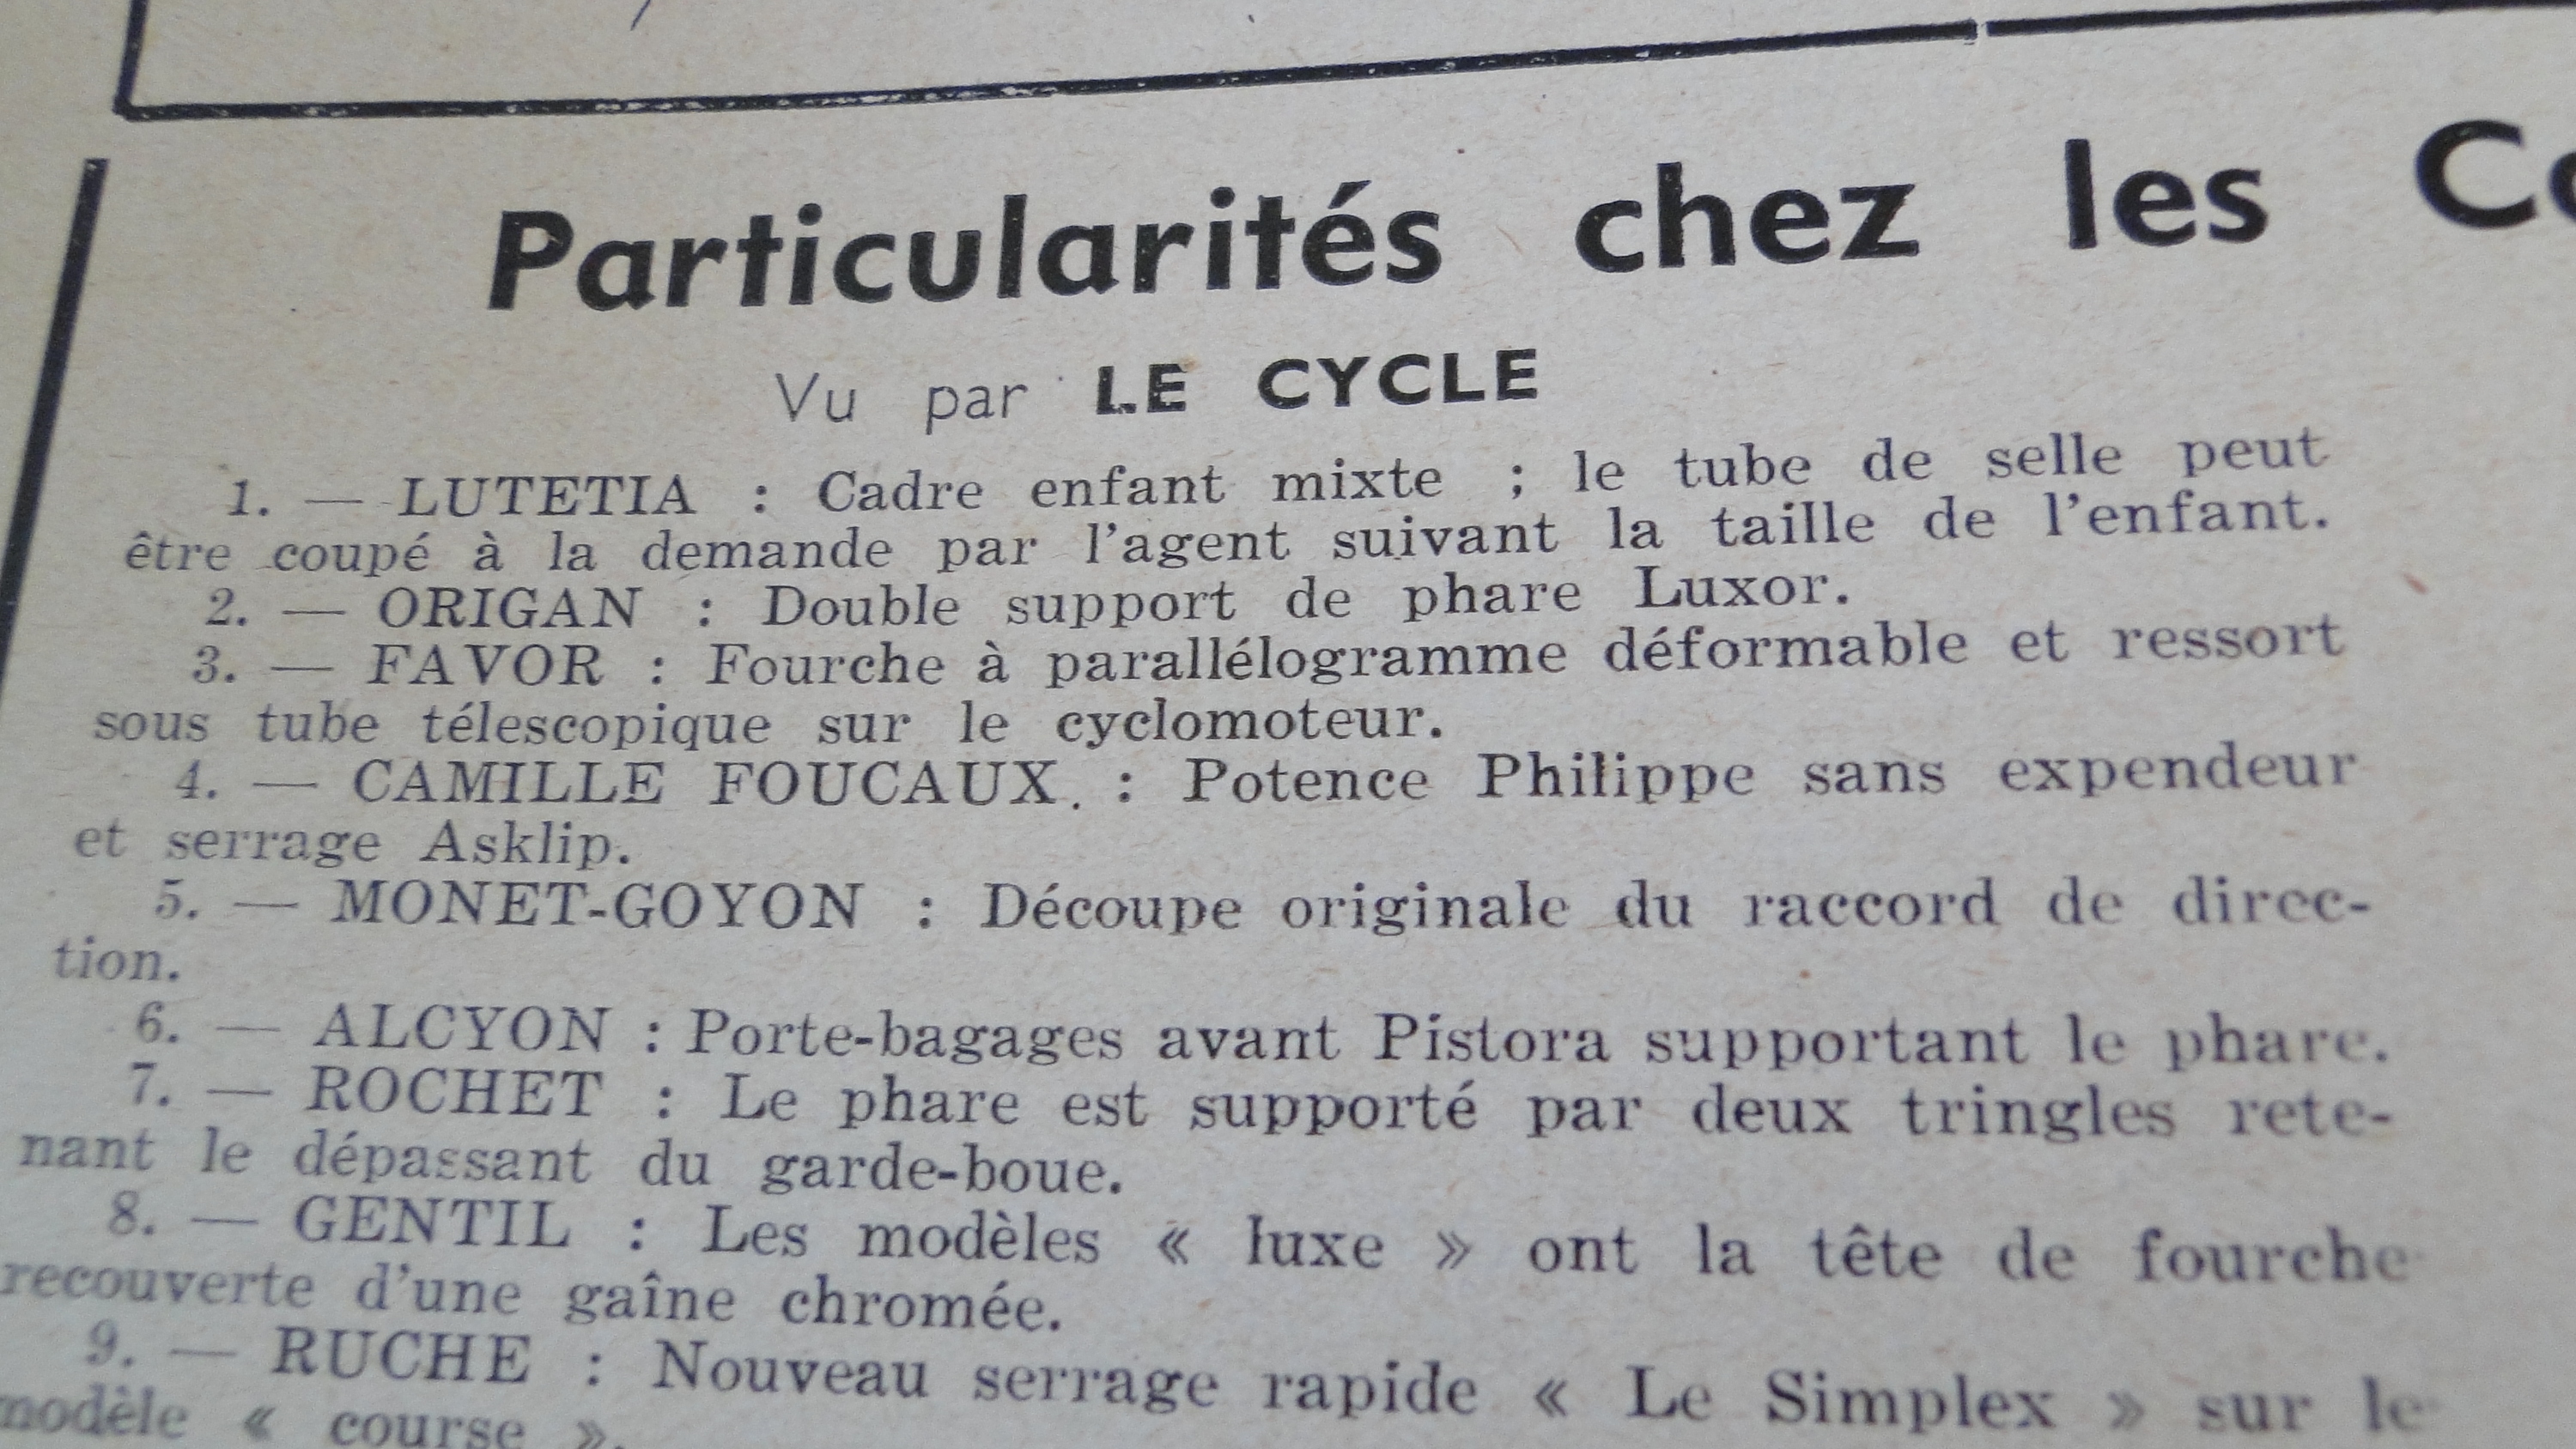 Particularités chez les Co
Vu par LE CYCLE
1. — LUTETIA : Cadre enfant mixte ; le tube de selle peut
être coupé à la demande par l'agent suivant la taille de l'enfant.
2. — ORIGAN : Double support de phare Luxor.
3. — FAVOR : Fourche à parallélogramme déformable et ressort
sous tube télescopique sur le cyclomoteur.
4. — CAMILLE FOUCAUX. : Potence Philippe sans expendeur
et serrage Asklip.
5. — MONET-GOYON : Découpe originale du raccord de direc-
tion.
6. — ALCYON : Porte-bagages avant Pistora supportant le phare.
7. — ROCHET : Le phare est supporté par deux tringles rete-
nant le dépassant du garde-boue.
8. — GENTIL : Les modèles « luxe » ont la tête de fourche
recouverte d'une gaîne chromée.
9. — RUCHE : Nouveau serrage rapide « Le Simplex » sur le
modèle « course ».